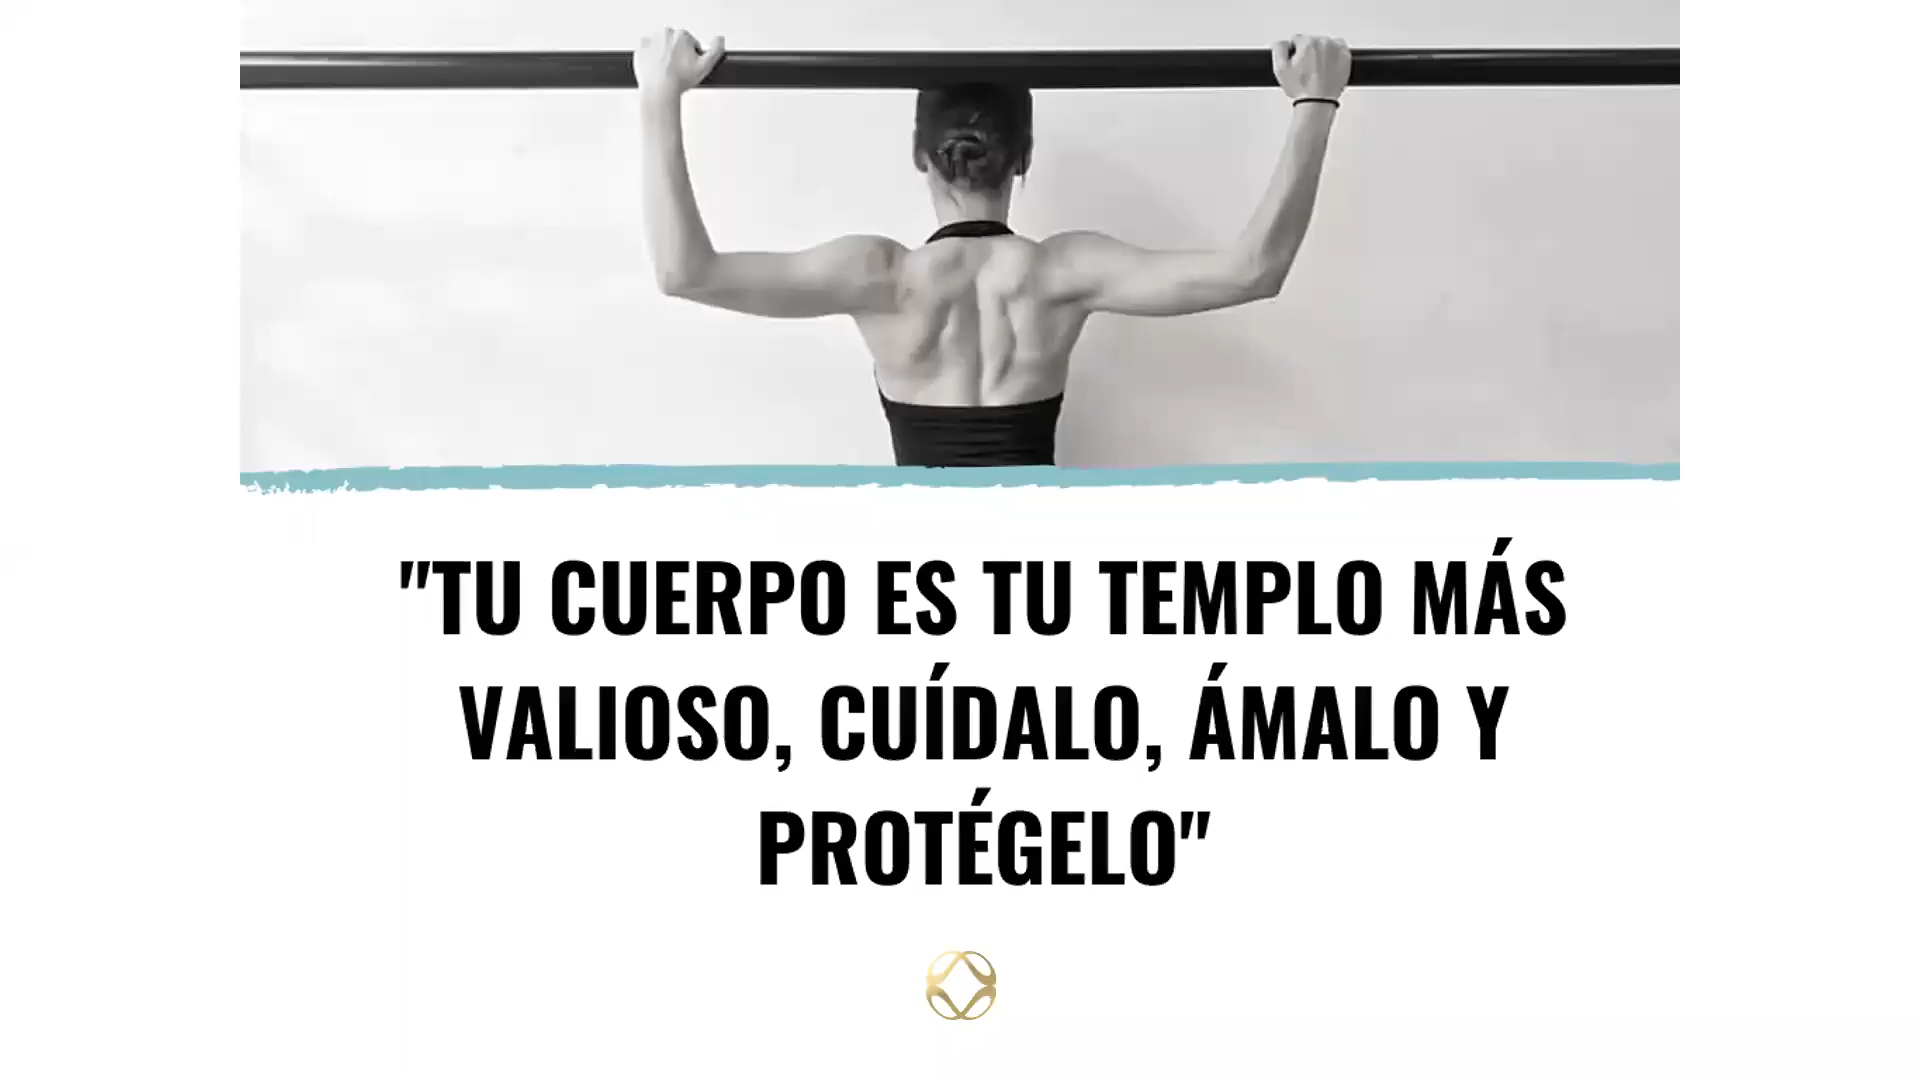 "TU CUERPO ES TU TEMPLO MÁS
VALIOSO, CUÍDALO, ÁMALO Y
PROTÉGELO"